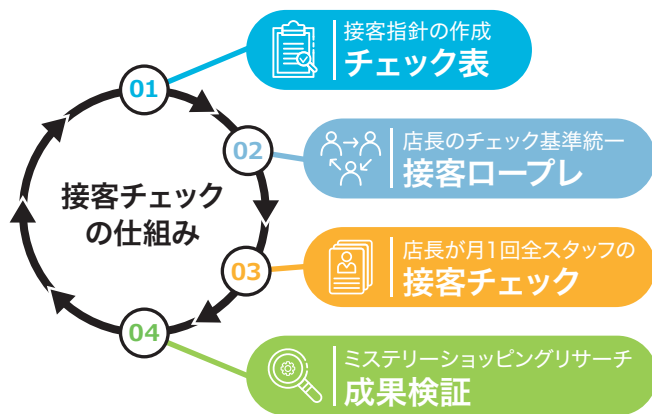 接客チェック
の仕組み
01
接客指針の作成
チェック表
02
店長のチェック基準統一
接客ロープレ
03
店長が月1回全スタッフの
接客チェック
04
ミステリーショッピングリサーチ
成果検証